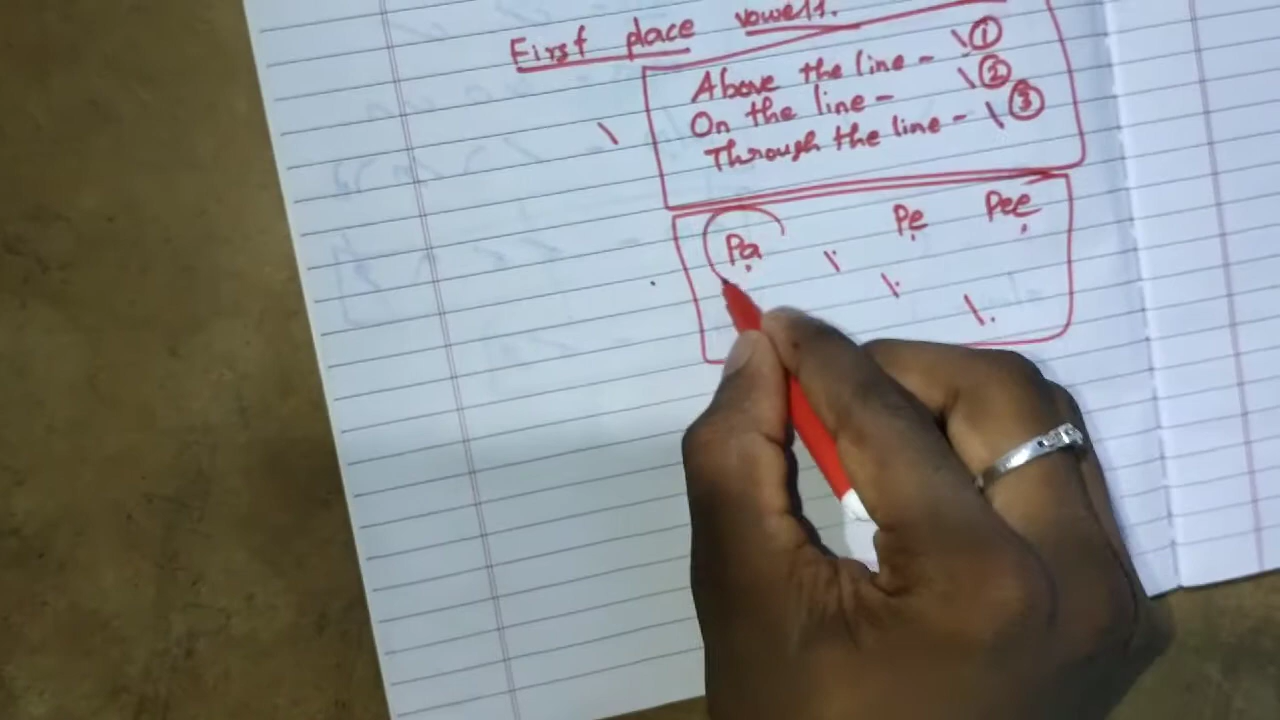 First place vowels.
Above the line - \ ①
On the line - \ ②
Through the line - \ ③
Pa Pe Pee